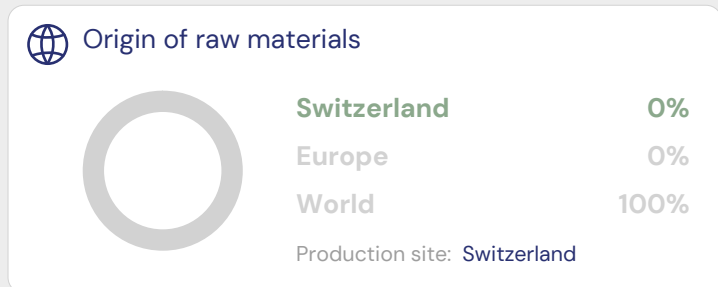 Origin of raw materials
Switzerland 0%
Europe 0%
World 100%
Production site: Switzerland